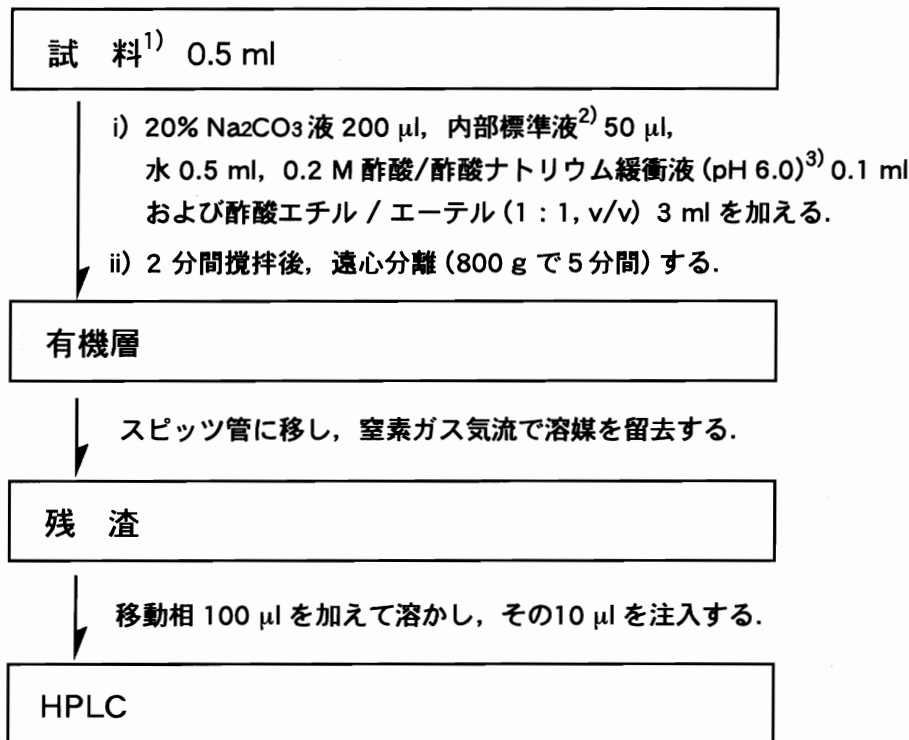 試 料1) 0.5 ml
i) 20% Na2CO3 液 200 μl, 内部標準液2) 50 μl,
水 0.5 ml, 0.2 M 酢酸/酢酸ナトリウム緩衝液 (pH 6.0)3) 0.1 ml
および酢酸エチル / エーテル (1 : 1, v/v) 3 ml を加える.
ii) 2 分間撹拌後, 遠心分離 (800 g で 5 分間) する.
有機層
スピッツ管に移し, 窒素ガス気流で溶媒を留去する.
残 渣
移動相 100 μl を加えて溶かし, その10 μl を注入する.
HPLC